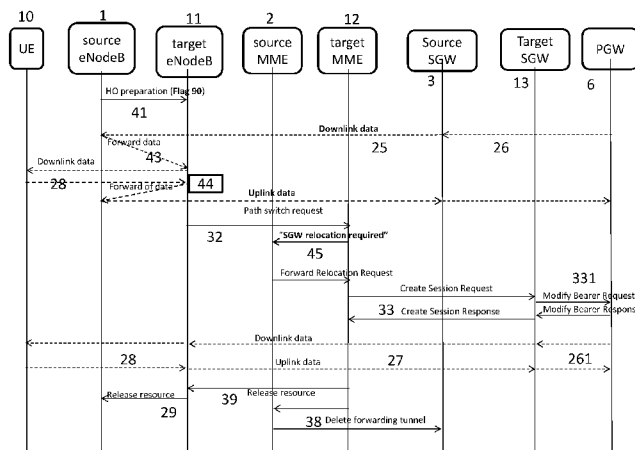 10 1 11 2 12
UE source eNodeB target eNodeB source MME target MME Source SGW Target SGW PGW
3 13 6
HO preparation (Flag 90)
41
Downlink data
Forward data 25 26
43
Downlink data
28 44
Forward of data
Uplink data
Path switch request
32
"SGW relocation required"
45
Forward Relocation Request
331
Create Session Request
Modify Bearer Request
33
Create Session Response
Modify Bearer Respons
Downlink data
28 Uplink data 27 261
Release resource
Release resource 39
29
38 Delete forwarding tunnel